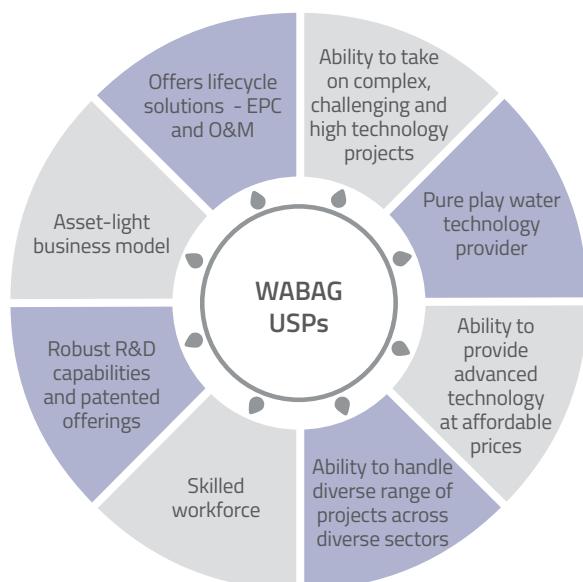 Offers lifecycle
solutions - EPC
and O&M
Ability to take
on complex,
challenging and
high technology
projects
Pure play water
technology
provider
Ability to
provide
advanced
technology
at affordable
prices
Ability to handle
diverse range of
projects across
diverse sectors
Skilled
workforce
Robust R&D
capabilities
and patented
offerings
Asset-light
business model
WABAG
USPs